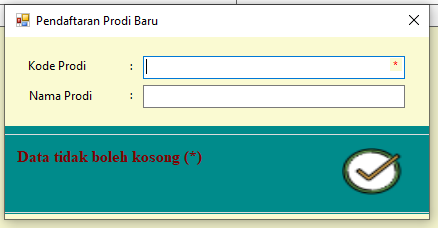 Pendaftaran Prodi Baru
Kode Prodi : *
Nama Prodi :
Data tidak boleh kosong (*)